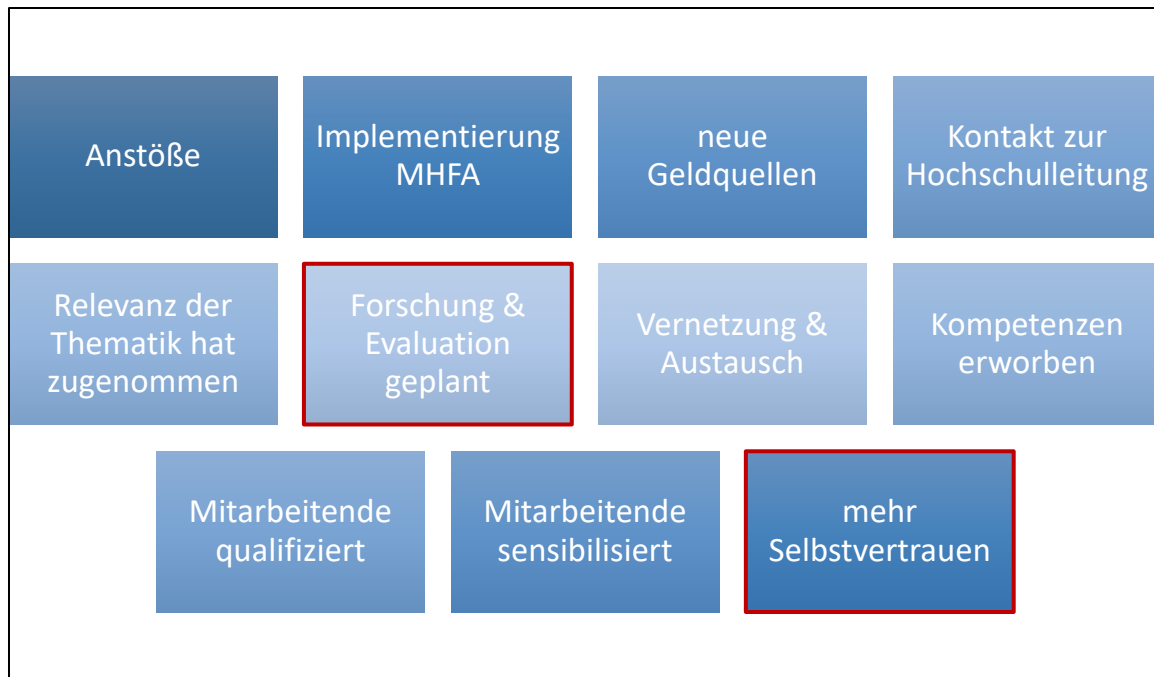 Anstöße
Implementierung
MHFA
neue
Geldquellen
Kontakt zur
Hochschulleitung
Relevanz der
Thematik hat
zugenommen
Forschung &
Evaluation
geplant
Vernetzung &
Austausch
Kompetenzen
erworben
Mitarbeitende
qualifiziert
Mitarbeitende
sensibilisiert
mehr
Selbstvertrauen